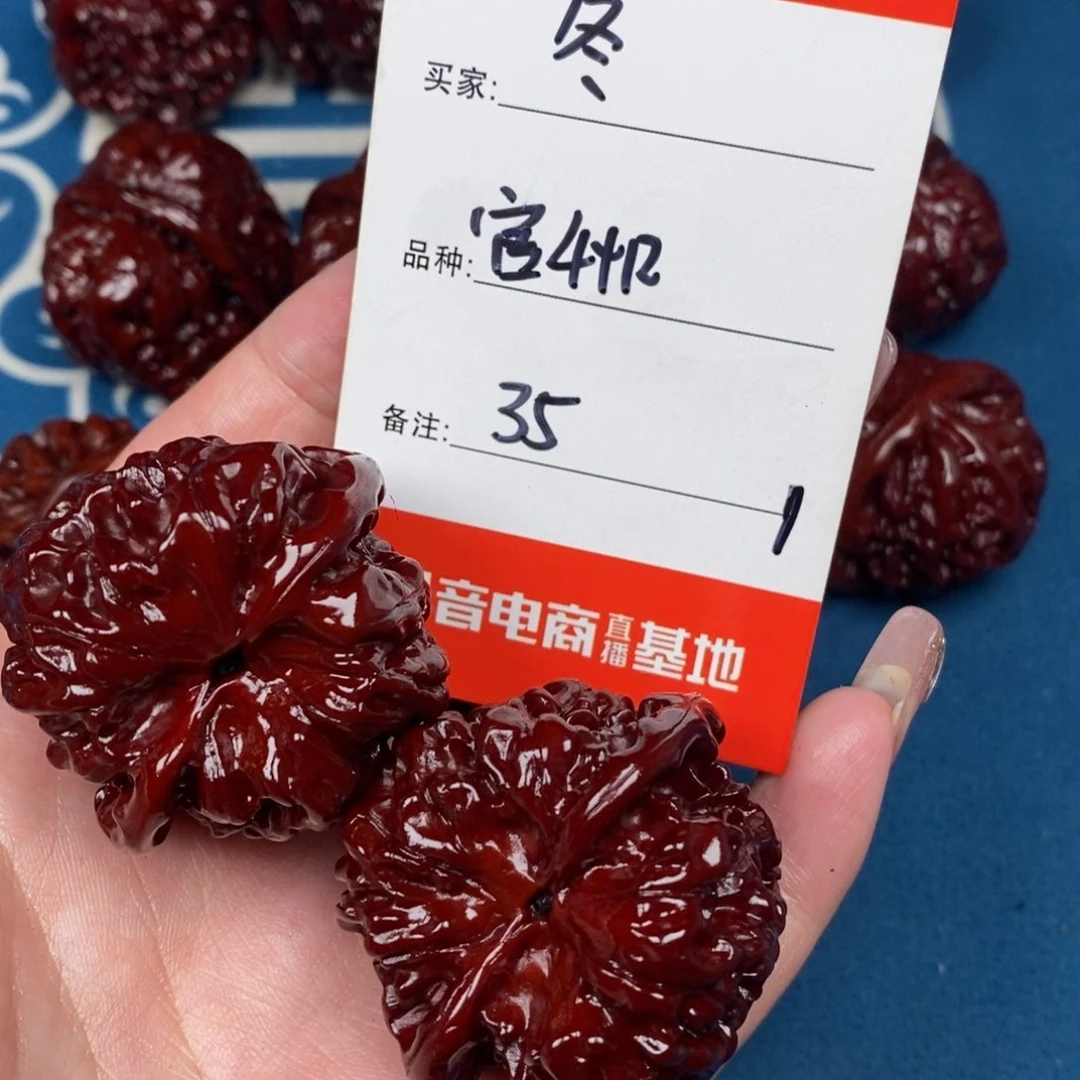 买家: 冬
品种: 官4帽
备注: 35
1
音电商直播基地